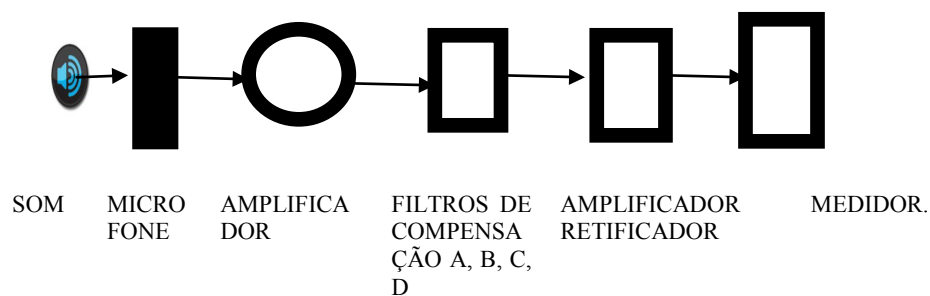 SOM
MICRO
FONE
AMPLIFICA
DOR
FILTROS DE
COMPENSA
ÇÃO A, B, C,
D
AMPLIFICADOR
RETIFICADOR
MEDIDOR.